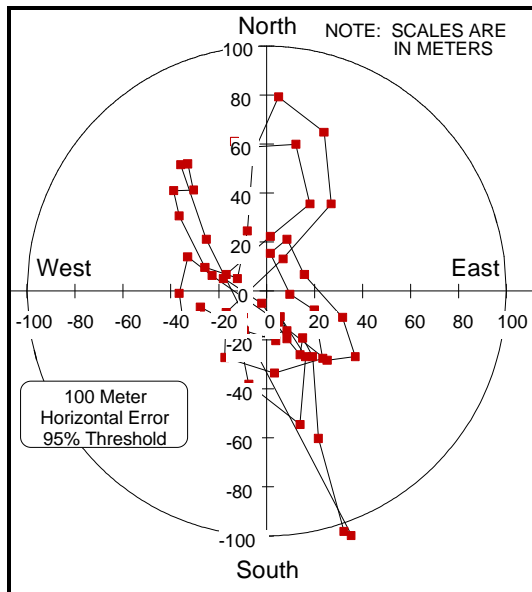 North
NOTE: SCALES ARE
IN METERS
100
80
60
40
20
0
West
East
-100 -80 -60 -40 -20 0 20 40 60 80 100
-20
-40
-60
-80
-100
100 Meter
Horizontal Error
95% Threshold
South